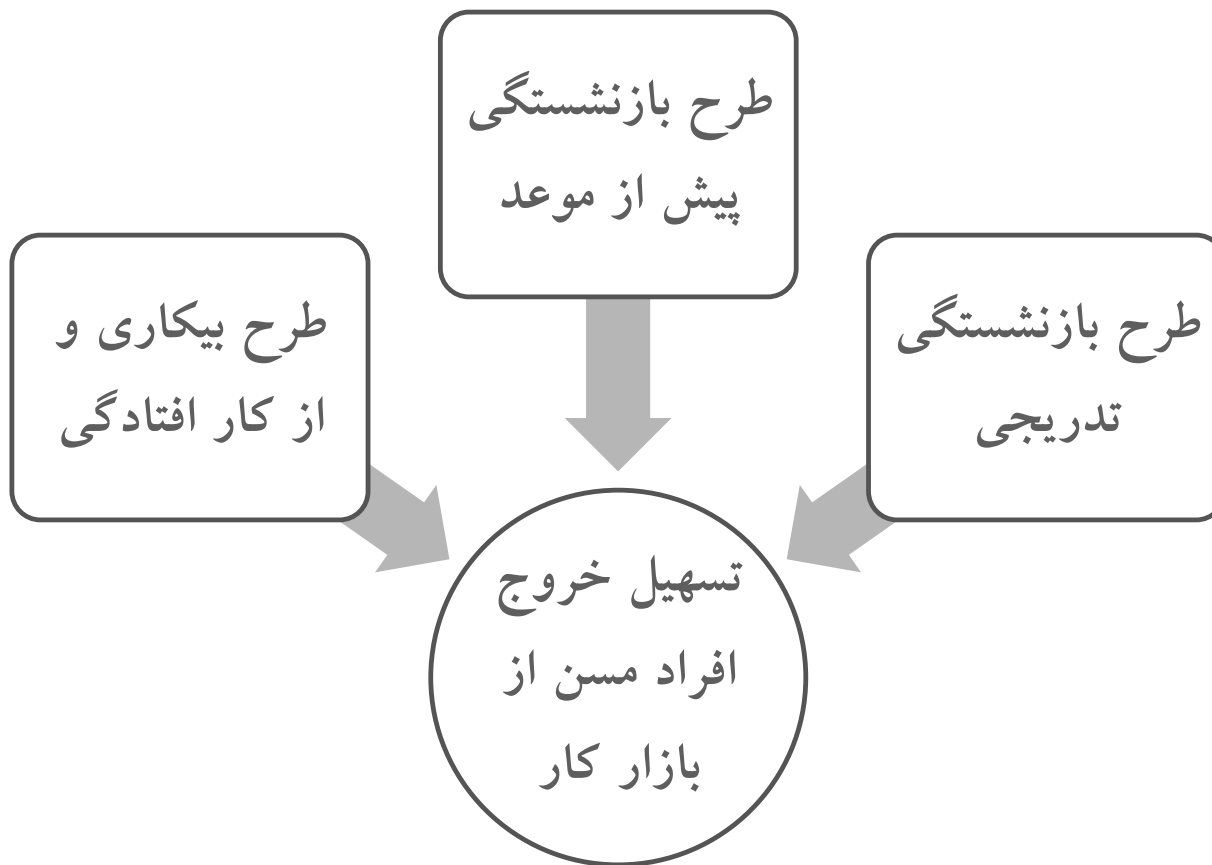 طرح بازنشستگی
پیش از موعد
طرح بازنشستگی
تدریجی
طرح بیکاری و
از کار افتادگی
تسهیل خروج
افراد مسن از
بازار کار